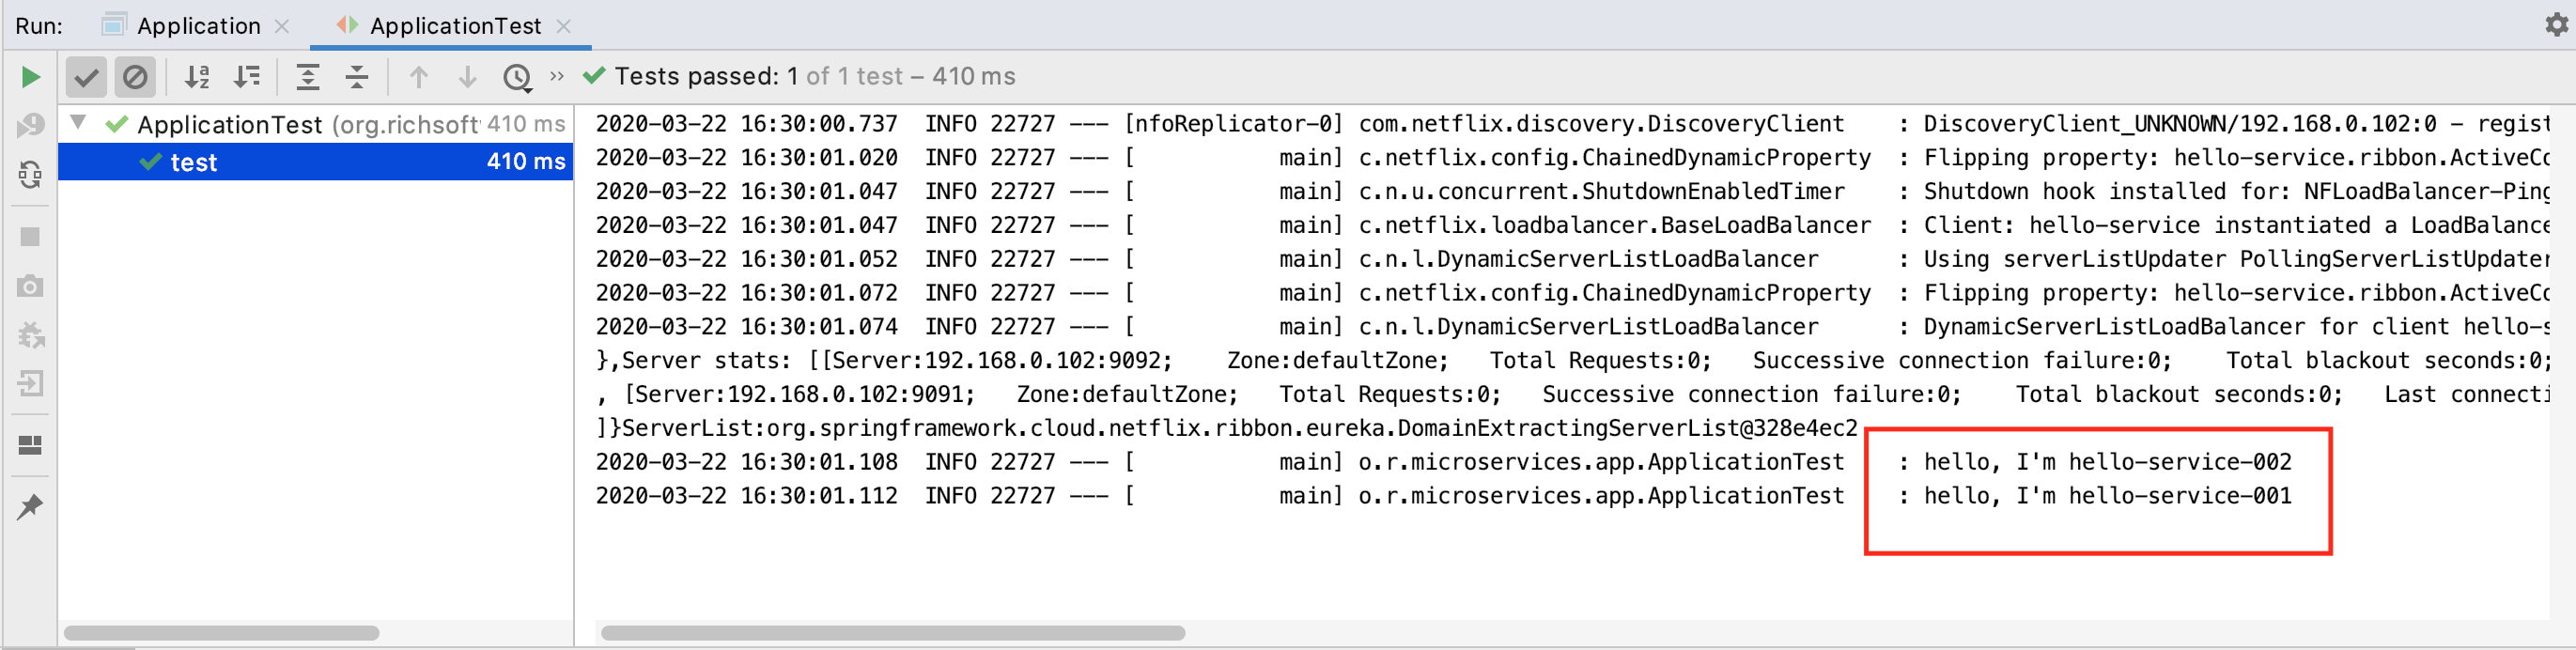 Run: Application ApplicationTest
Tests passed: 1 of 1 test – 410 ms
ApplicationTest (org.richsoft 410 ms
test 410 ms
2020-03-22 16:30:00.737  INFO 22727 --- [nfoReplicator-0] com.netflix.discovery.DiscoveryClient    : DiscoveryClient_UNKNOWN/192.168.0.102:0 - regist
2020-03-22 16:30:01.020  INFO 22727 --- [           main] c.netflix.config.ChainedDynamicProperty  : Flipping property: hello-service.ribbon.ActiveCo
2020-03-22 16:30:01.047  INFO 22727 --- [           main] c.n.u.concurrent.ShutdownEnabledTimer    : Shutdown hook installed for: NFLoadBalancer-Ping
2020-03-22 16:30:01.047  INFO 22727 --- [           main] c.netflix.loadbalancer.BaseLoadBalancer  : Client: hello-service instantiated a LoadBalance
2020-03-22 16:30:01.052  INFO 22727 --- [           main] c.n.l.DynamicServerListLoadBalancer      : Using serverListUpdater PollingServerListUpdater
2020-03-22 16:30:01.072  INFO 22727 --- [           main] c.netflix.config.ChainedDynamicProperty  : Flipping property: hello-service.ribbon.ActiveCo
2020-03-22 16:30:01.074  INFO 22727 --- [           main] c.n.l.DynamicServerListLoadBalancer      : DynamicServerListLoadBalancer for client hello-s
},Server stats: [[Server:192.168.0.102:9092;    Zone:defaultZone;   Total Requests:0;   Successive connection failure:0;    Total blackout seconds:0;
, [Server:192.168.0.102:9091;   Zone:defaultZone;   Total Requests:0;   Successive connection failure:0;    Total blackout seconds:0;   Last connecti
]}ServerList:org.springframework.cloud.netflix.ribbon.eureka.DomainExtractingServerList@328e4ec2
2020-03-22 16:30:01.108  INFO 22727 --- [           main] o.r.microservices.app.ApplicationTest    : hello, I'm hello-service-002
2020-03-22 16:30:01.112  INFO 22727 --- [           main] o.r.microservices.app.ApplicationTest    : hello, I'm hello-service-001